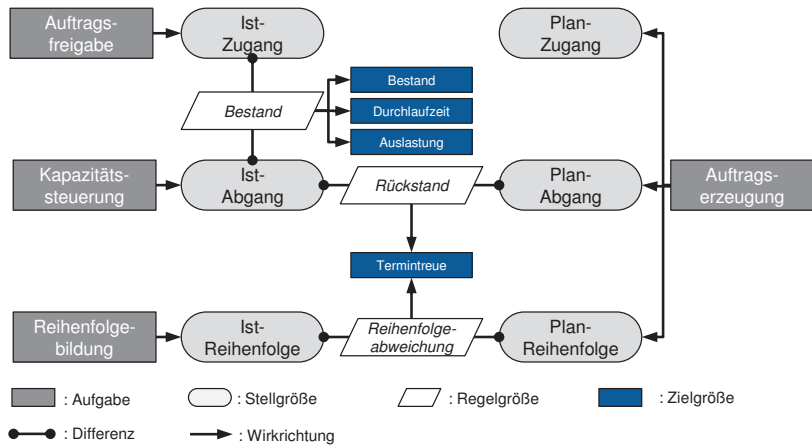 Auftrags-
freigabe
Ist-
Zugang
Plan-
Zugang
Bestand
Bestand
Durchlaufzeit
Auslastung
Kapazitäts-
steuerung
Ist-
Abgang
Rückstand
Plan-
Abgang
Auftrags-
erzeugung
Termintreue
Reihenfolge-
bildung
Ist-
Reihenfolge
Reihenfolge-
abweichung
Plan-
Reihenfolge
: Aufgabe
: Stellgröße
: Regelgröße
: Zielgröße
: Differenz
: Wirkrichtung